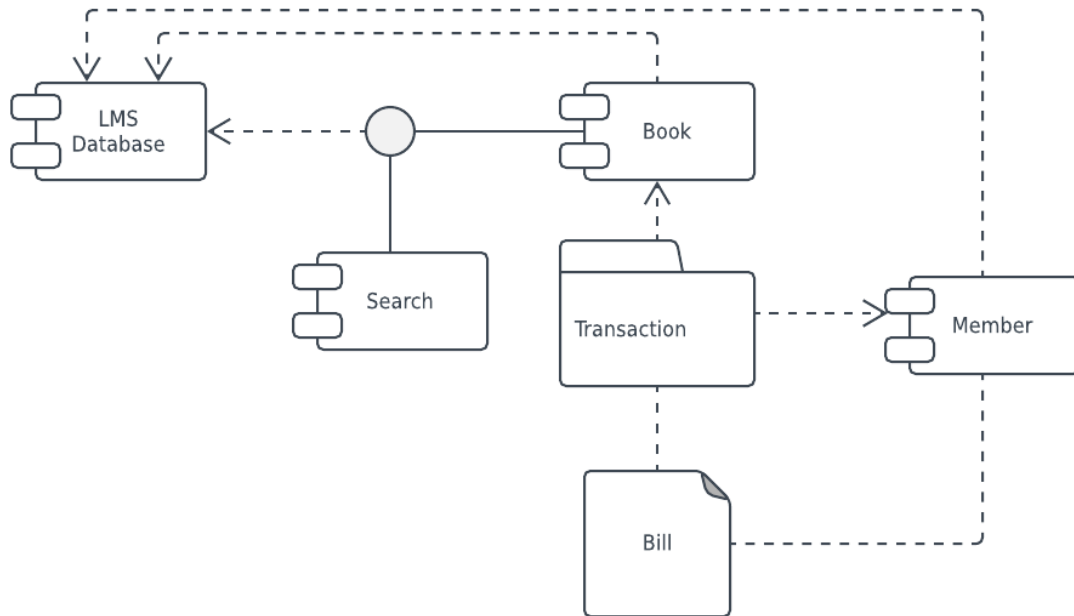 LMS
Database
Book
Search
Transaction
Member
Bill